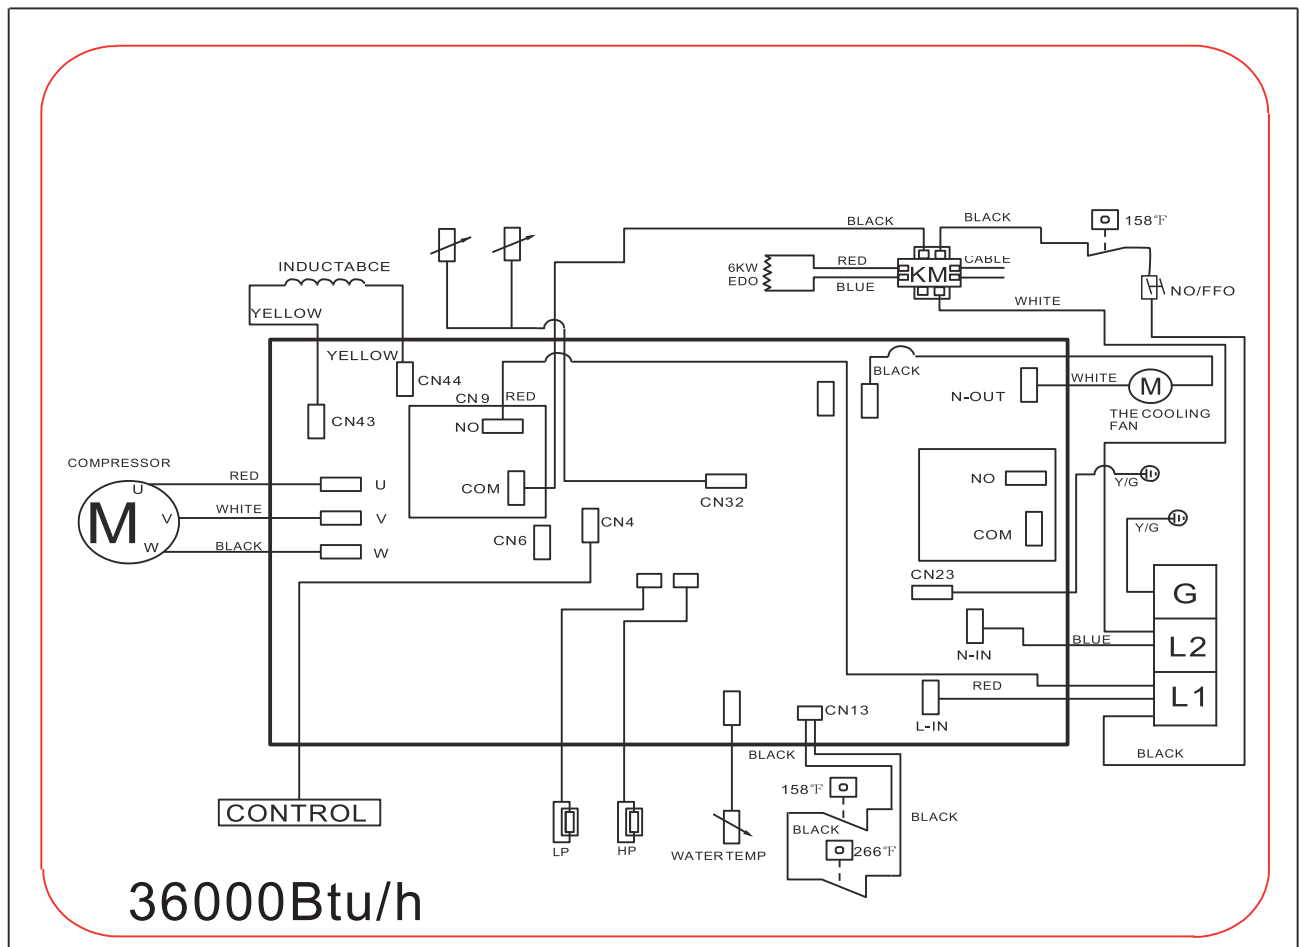 BLACK
BLACK
158℉
INDUCTABCE
6KW
EDO
RED
BLUE
KM
CABLE
NO/FFO
YELLOW
WHITE
YELLOW
CN44
BLACK
WHITE
M
N-OUT
THE COOLING
FAN
CN9
RED
NO
CN43
COMPRESSOR
RED
U
U
COM
CN32
NO
Y/G
M
V
WHITE
V
CN4
CN6
COM
Y/G
W
BLACK
W
CN23
G
N-IN
BLUE
L2
RED
L1
L-IN
CN13
BLACK
BLACK
158℉
CONTROL
BLACK
BLACK
LP
HP
WATER TEMP
266℉
36000Btu/h